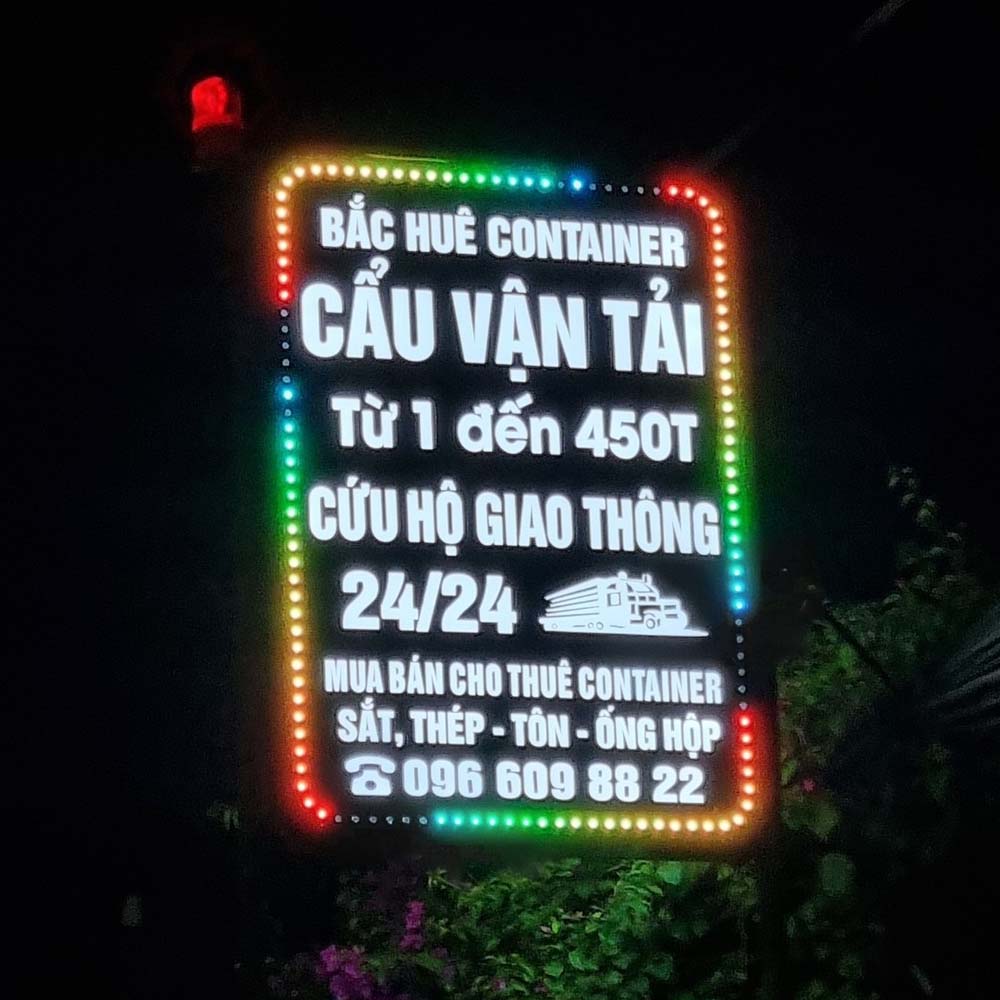 BẮC HUÊ CONTAINER
CẨU VẬN TẢI
Từ 1 đến 450T
CỨU HỘ GIAO THÔNG
24/24
MUA BÁN CHO THUÊ CONTAINER
SẮT, THÉP - TÔN - ỐNG HỘP
☎ 096 609 88 22